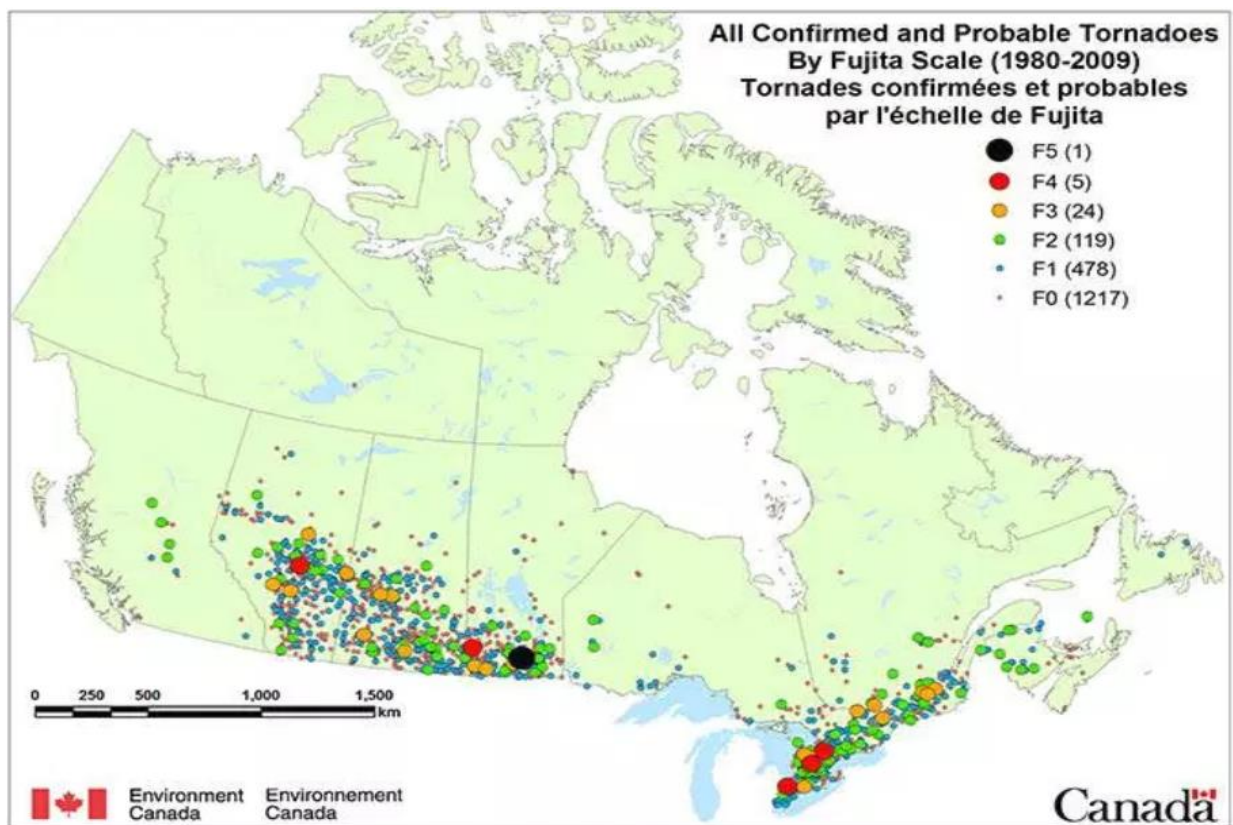 All Confirmed and Probable Tornadoes
By Fujita Scale (1980-2009)
Tornades confirmées et probables
par l'échelle de Fujita
F5 (1)
F4 (5)
F3 (24)
F2 (119)
F1 (478)
F0 (1217)
0 250 500 1,000 1,500
km
Environment Environnement
Canada Canada
Canada